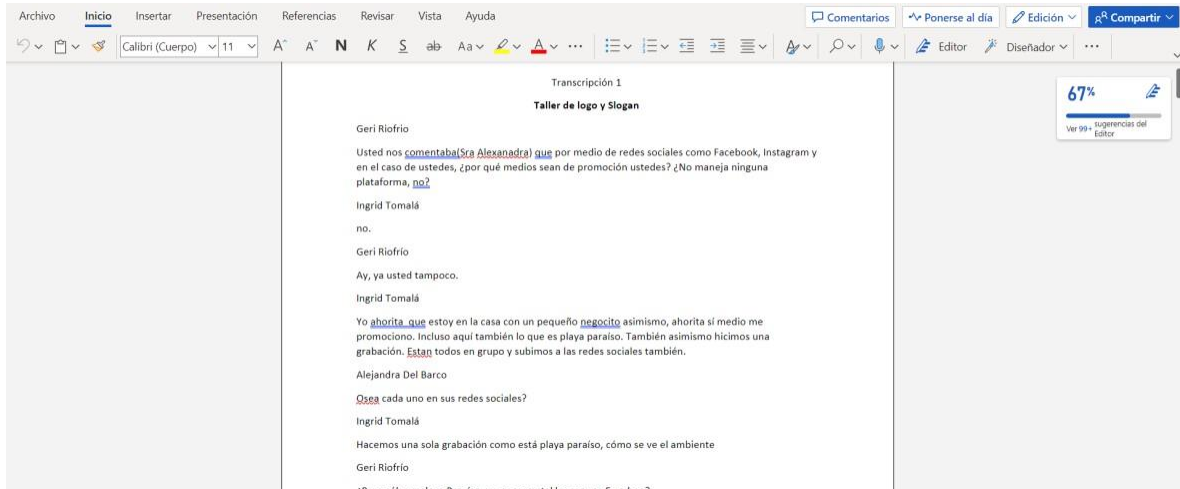 Archivo Inicio Insertar Presentación Referencias Revisar Vista Ayuda Comentarios Ponerse al día Edición Compartir
Calibri (Cuerpo) 11 A A N K S ab Aa A Editor Diseñador
67%
Ver 99+ sugerencias del Editor
Transcripción 1
Taller de logo y Slogan
Geri Riofrio
Usted nos comentaba(Sra Alexanadra) que por medio de redes sociales como Facebook, Instagram y
en el caso de ustedes, ¿por qué medios sean de promoción ustedes? ¿No maneja ninguna
plataforma, no?
Ingrid Tomalá
no.
Geri Riofrío
Ay, ya usted tampoco.
Ingrid Tomalá
Yo ahorita que estoy en la casa con un pequeño negocito asimismo, ahorita sí medio me
promociono. Incluso aquí también lo que es playa paraíso. También asimismo hicimos una
grabación. Estan todos en grupo y subimos a las redes sociales también.
Alejandra Del Barco
Osea cada uno en sus redes sociales?
Ingrid Tomalá
Hacemos una sola grabación como está playa paraíso, cómo se ve el ambiente
Geri Riofrío